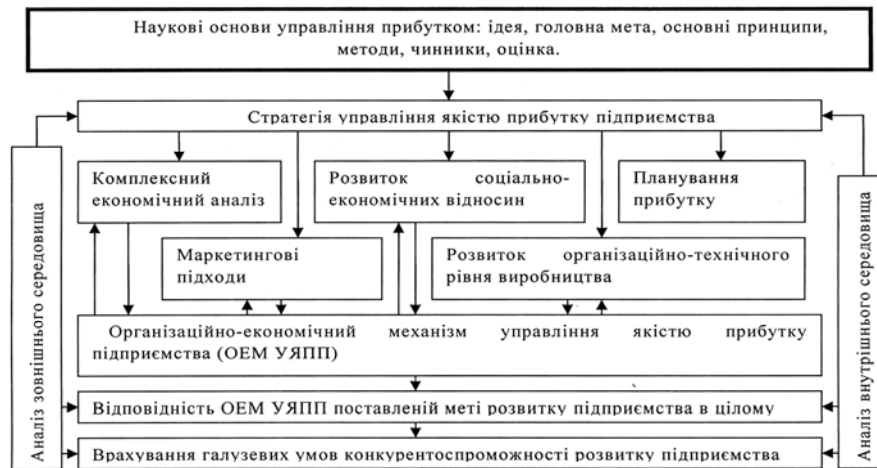 Наукові основи управління прибутком: ідея, головна мета, основні принципи,
методи, чинники, оцінка.
Стратегія управління якістю прибутку підприємства
Аналіз зовнішнього середовища
Комплексний
економічний аналіз
Розвиток соціально-
економічних відносин
Планування
прибутку
Аналіз внутрішнього середовища
Маркетингові
підходи
Розвиток організаційно-технічного
рівня виробництва
Організаційно-економічний механізм управління якістю прибутку
підприємства (ОЕМ УЯПП)
Відповідність ОЕМ УЯПП поставленій меті розвитку підприємства в цілому
Врахування галузевих умов конкурентоспроможності розвитку підприємства